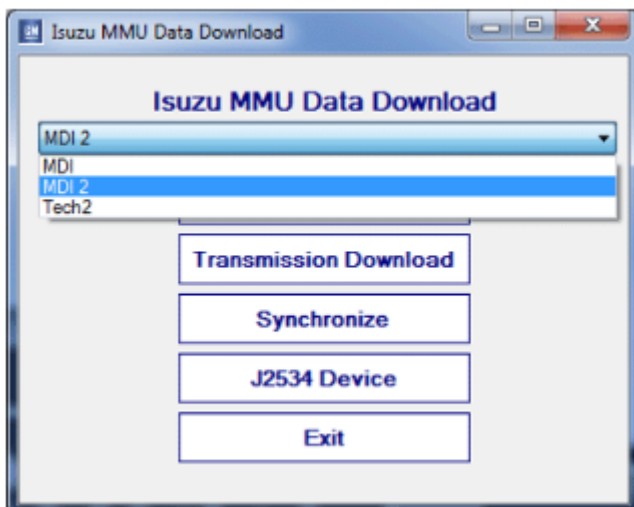 Isuzu MMU Data Download
Isuzu MMU Data Download
MDI 2
MDI
MDI 2
Tech2
Transmission Download
Synchronize
J2534 Device
Exit